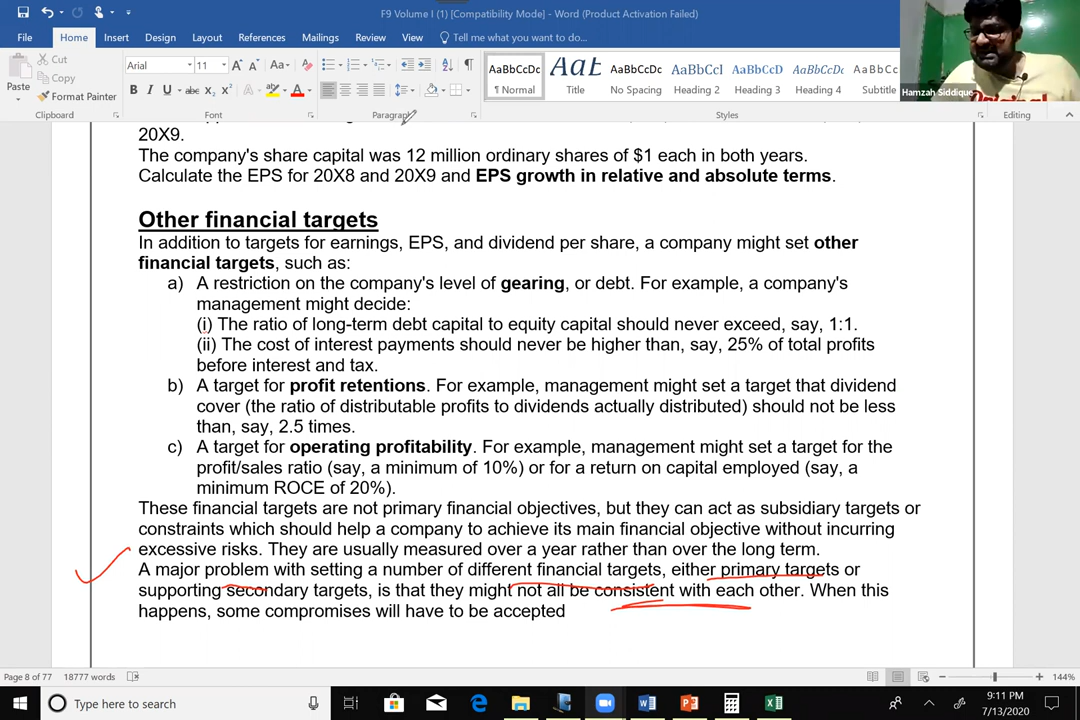 F9 Volume I (1) [Compatibility Mode] - Word (Product Activation Failed)
File Home Insert Design Layout References Mailings Review View Tell me what you want to do...
Cut
Copy
Format Painter
Paste
Clipboard
Arial 11
Font
Paragraph
AaBbCcDc AaB AaBbCcDc AaBbCcI AaBbCcD AaBbCcDc AaBbCc
¶ Normal Title No Spacing Heading 1 Heading 3 Heading 4 Subtitle
Styles
Editing
Hamzah Siddique
20X9.
The company's share capital was 12 million ordinary shares of $1 each in both years.
Calculate the EPS for 20X8 and 20X9 and EPS growth in relative and absolute terms.
Other financial targets
In addition to targets for earnings, EPS, and dividend per share, a company might set other
financial targets, such as:
a) A restriction on the company's level of gearing, or debt. For example, a company's
management might decide:
(i) The ratio of long-term debt capital to equity capital should never exceed, say, 1:1.
(ii) The cost of interest payments should never be higher than, say, 25% of total profits
before interest and tax.
b) A target for profit retentions. For example, management might set a target that dividend
cover (the ratio of distributable profits to dividends actually distributed) should not be less
than, say, 2.5 times.
c) A target for operating profitability. For example, management might set a target for the
profit/sales ratio (say, a minimum of 10%) or for a return on capital employed (say, a
minimum ROCE of 20%).
These financial targets are not primary financial objectives, but they can act as subsidiary targets or
constraints which should help a company to achieve its main financial objective without incurring
excessive risks. They are usually measured over a year rather than over the long term.
A major problem with setting a number of different financial targets, either primary targets or
supporting secondary targets, is that they might not all be consistent with each other. When this
happens, some compromises will have to be accepted
Page 8 of 77 18777 words
144%
Type here to search
9:11 PM
7/13/2020